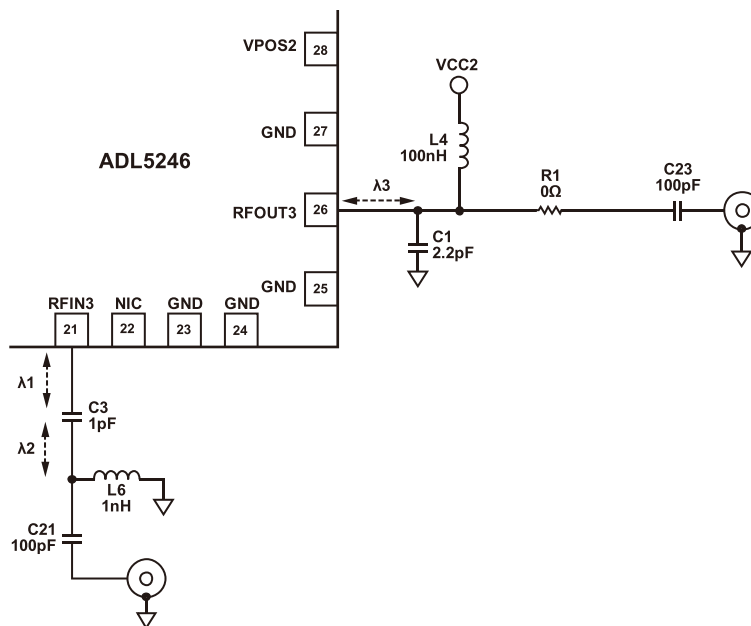 VPOS2
28
VCC2
GND
27
L4
100nH
ADL5246
λ3
R1
0Ω
C23
100pF
RFOUT3
26
C1
2.2pF
GND
25
RFIN3
NIC
GND
GND
21
22
23
24
λ1
C3
1pF
λ2
L6
1nH
C21
100pF